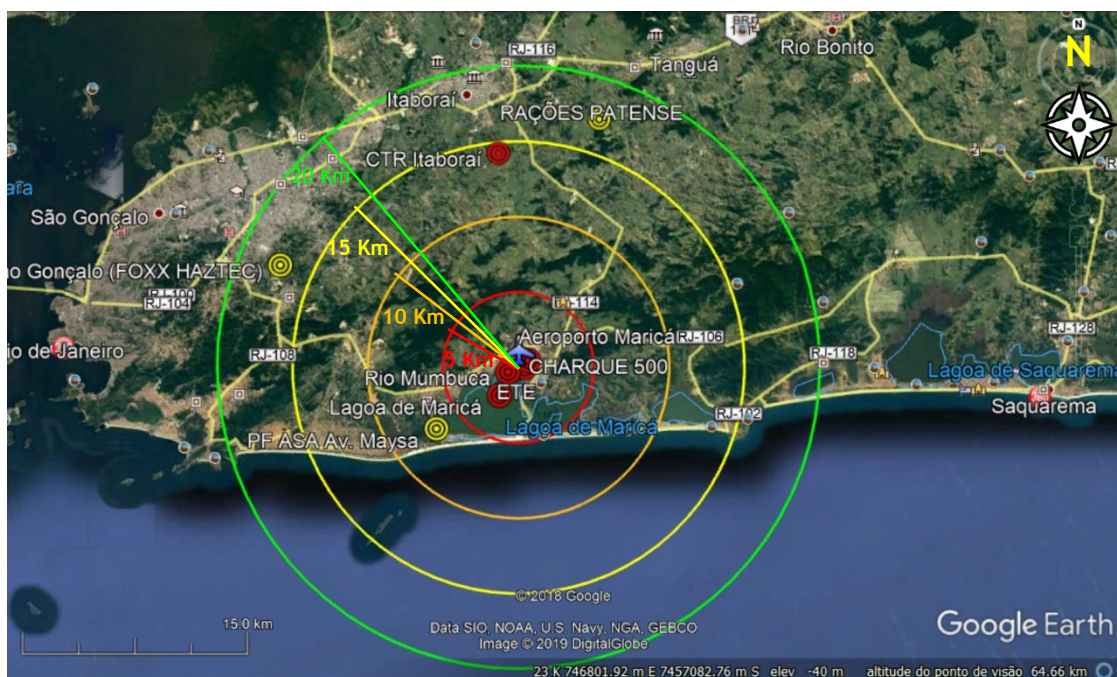 BR
RJ-116
Rio Bonito
N
N
Tanguá
Itaboraí
RAÇÕES PATENSE
CTR Itaboraí
20 Km
São Gonçalo
15 Km
ão Gonçalo (FOXX HAZTEC)
RJ-100
RJ-104
10 Km
RJ-114
Aeroporto Maricá
RJ-106
RJ-128
io de Janeiro
RJ-108
5 Km
CHARQUE 500
RJ-118
Rio Mumbuca
Lagoa de Saquarema
ETE
Lagoa de Maricá
RJ-102
Saquarema
Lagoa de Maricá
PF ASA Av. Maysa
© 2018 Google
15.0 km
Data SIO, NOAA, U.S. Navy, NGA, GEBCO
Image © 2019 DigitalGlobe
Google Earth
23 K 746801.92 m E 7457082.76 m S elev -40 m altitude do ponto de visão 64.66 km